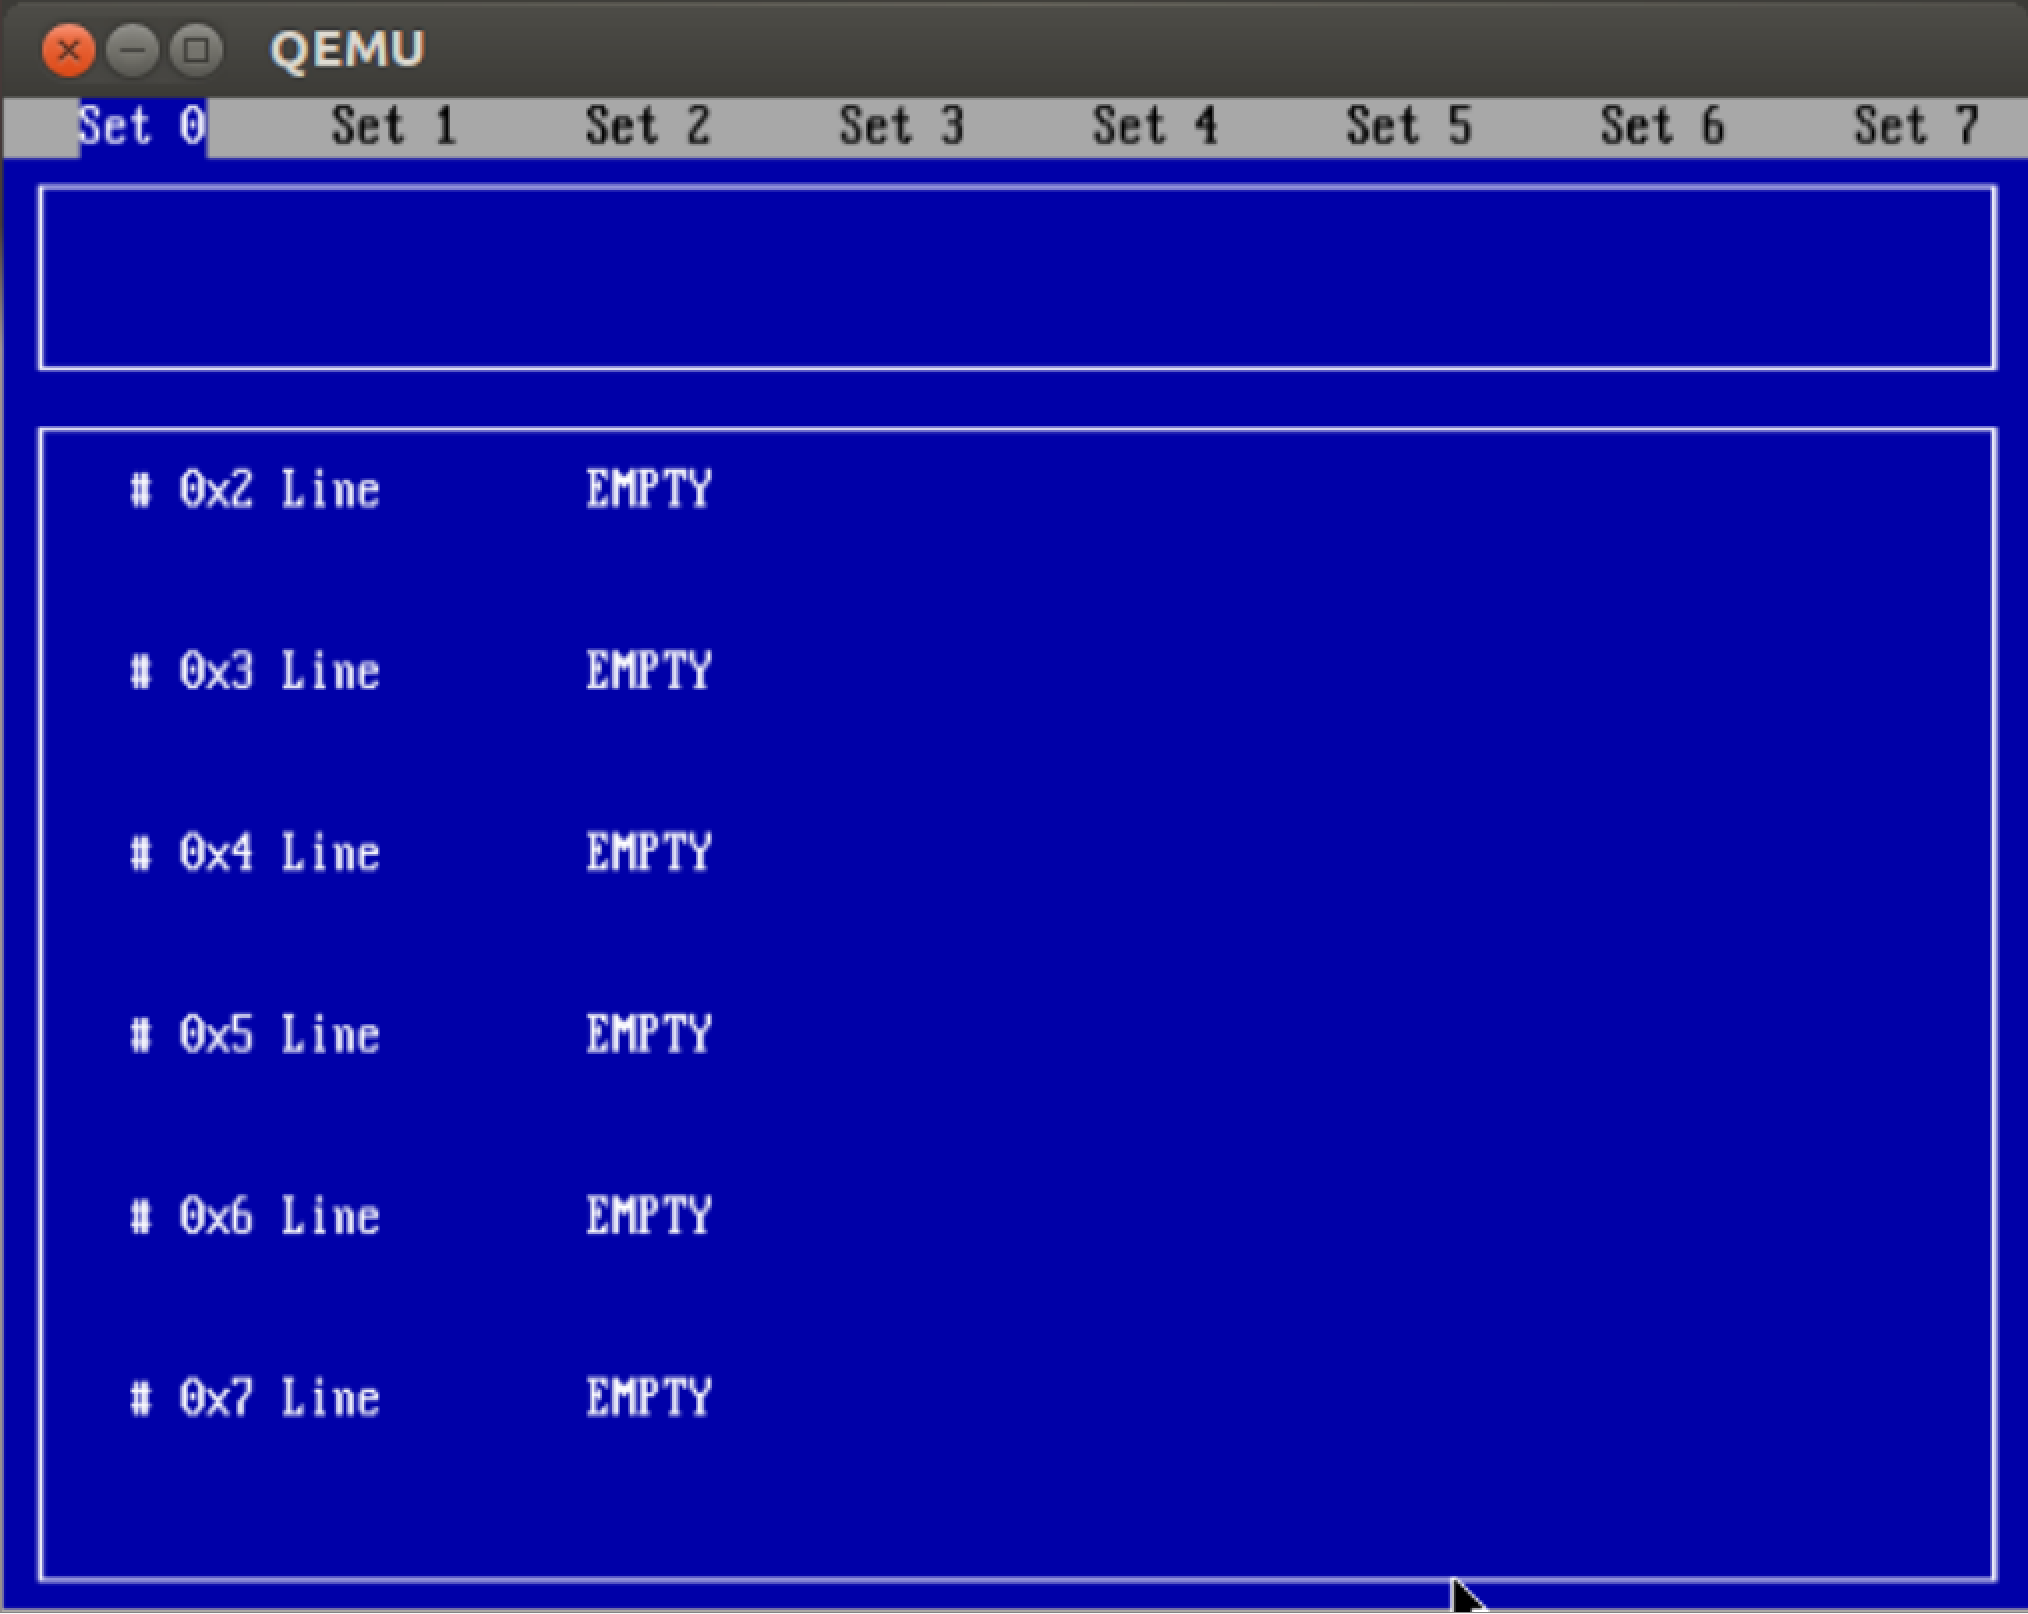 QEMU
Set 0 Set 1 Set 2 Set 3 Set 4 Set 5 Set 6 Set 7
# 0x2 Line EMPTY
# 0x3 Line EMPTY
# 0x4 Line EMPTY
# 0x5 Line EMPTY
# 0x6 Line EMPTY
# 0x7 Line EMPTY